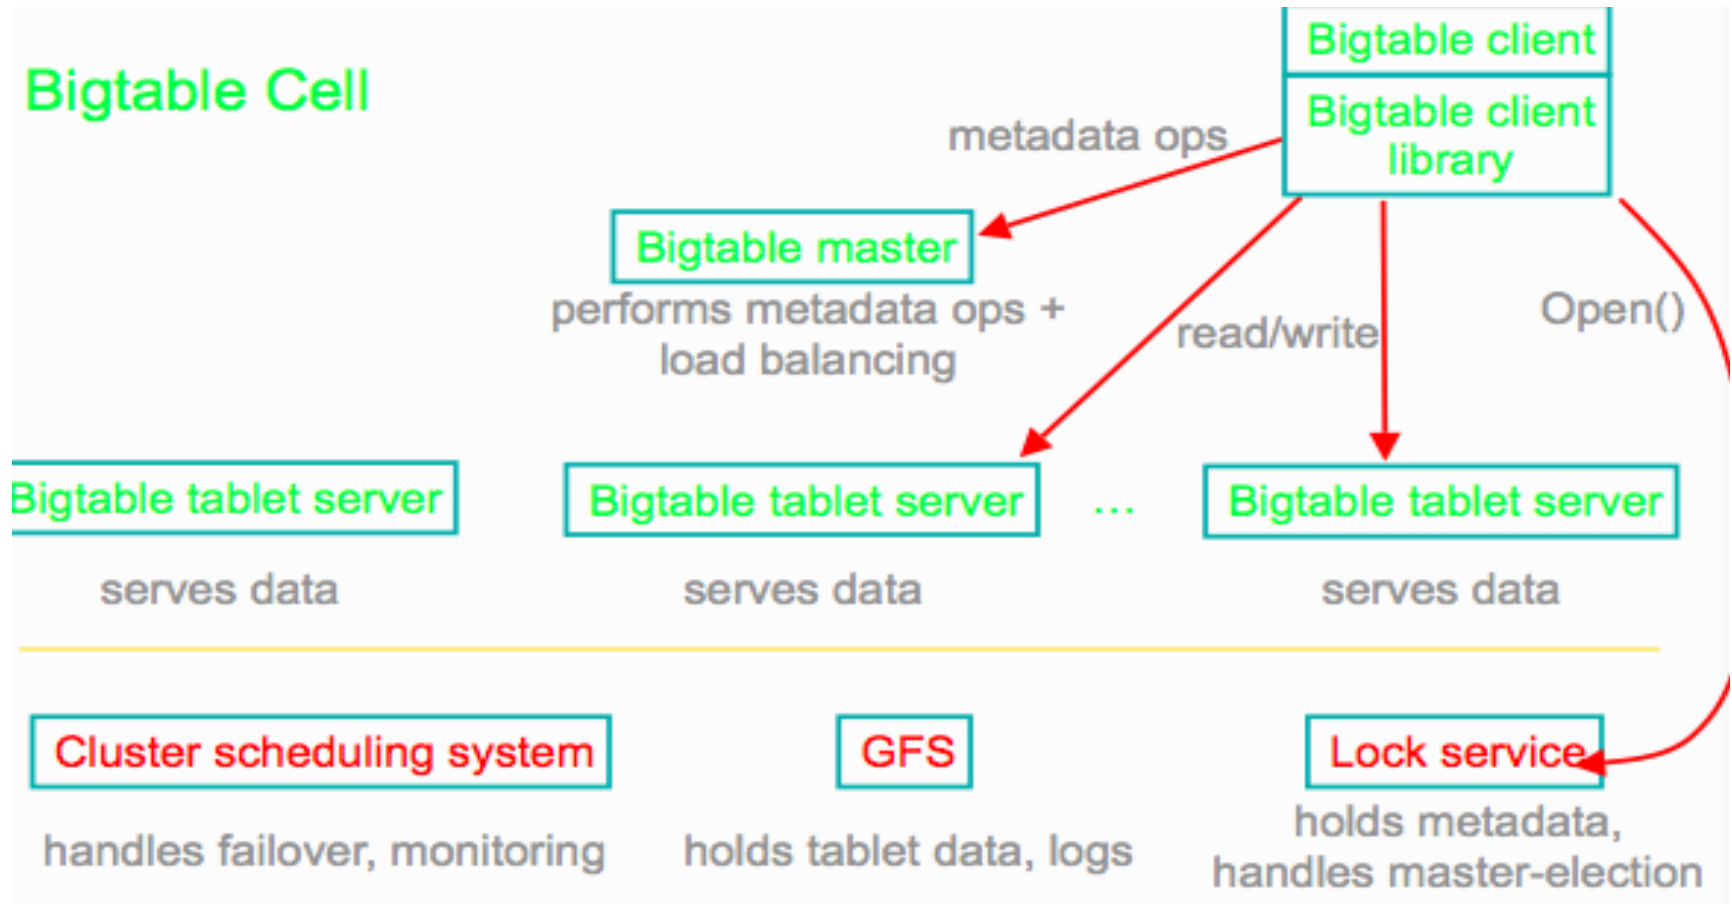 Bigtable client
Bigtable Cell
Bigtable client
library
metadata ops
Bigtable master
performs metadata ops +
load balancing
Open()
read/write
Bigtable tablet server
Bigtable tablet server
...
Bigtable tablet server
serves data
serves data
serves data
Cluster scheduling system
GFS
Lock service
handles failover, monitoring
holds tablet data, logs
holds metadata,
handles master-election